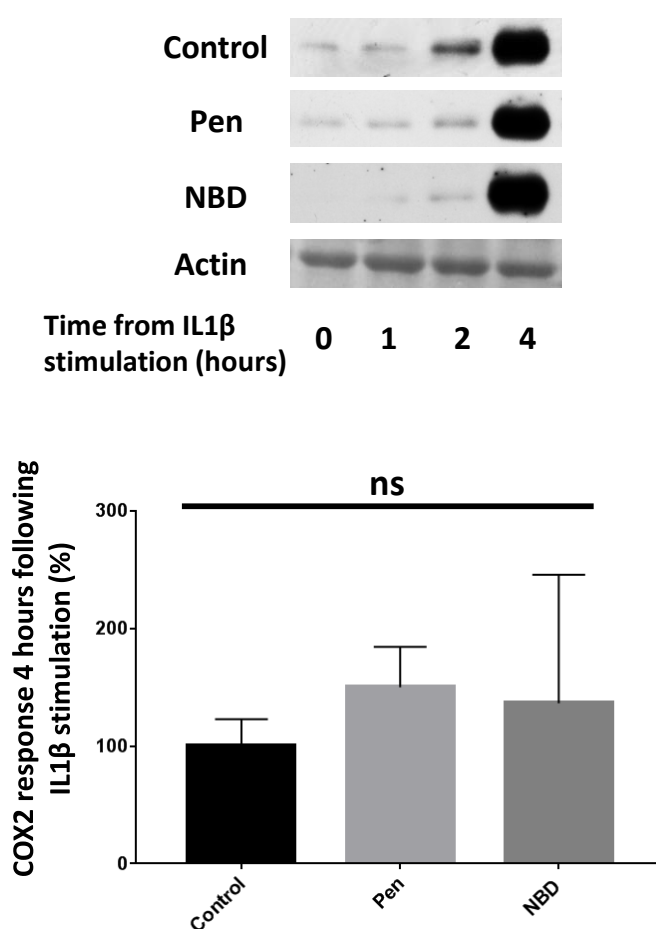 Control
Pen
NBD
Actin
Time from IL1β
stimulation (hours)
0 1 2 4
COX2 response 4 hours following
IL1β stimulation (%)
300
200
100
0
ns
Control
Pen
NBD